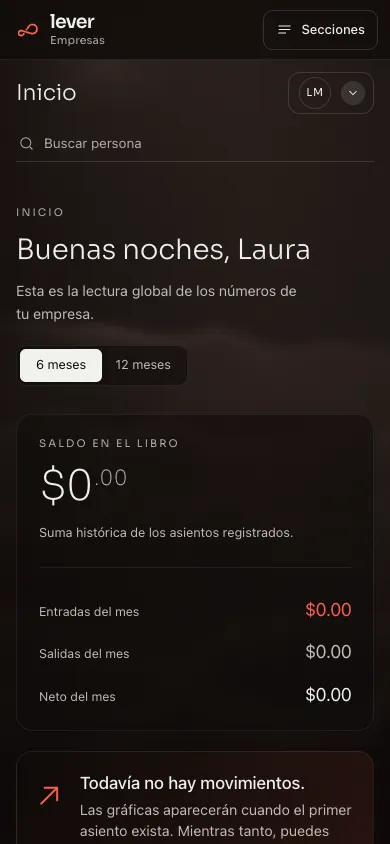 lever
Empresas
Secciones
Inicio
LM
Buscar persona
INICIO
Buenas noches, Laura
Esta es la lectura global de los números de
tu empresa.
6 meses
12 meses
SALDO EN EL LIBRO
$0.00
Suma histórica de los asientos registrados.
Entradas del mes
$0.00
Salidas del mes
$0.00
Neto del mes
$0.00
Todavía no hay movimientos.
Las gráficas aparecerán cuando el primer
asiento exista. Mientras tanto, puedes